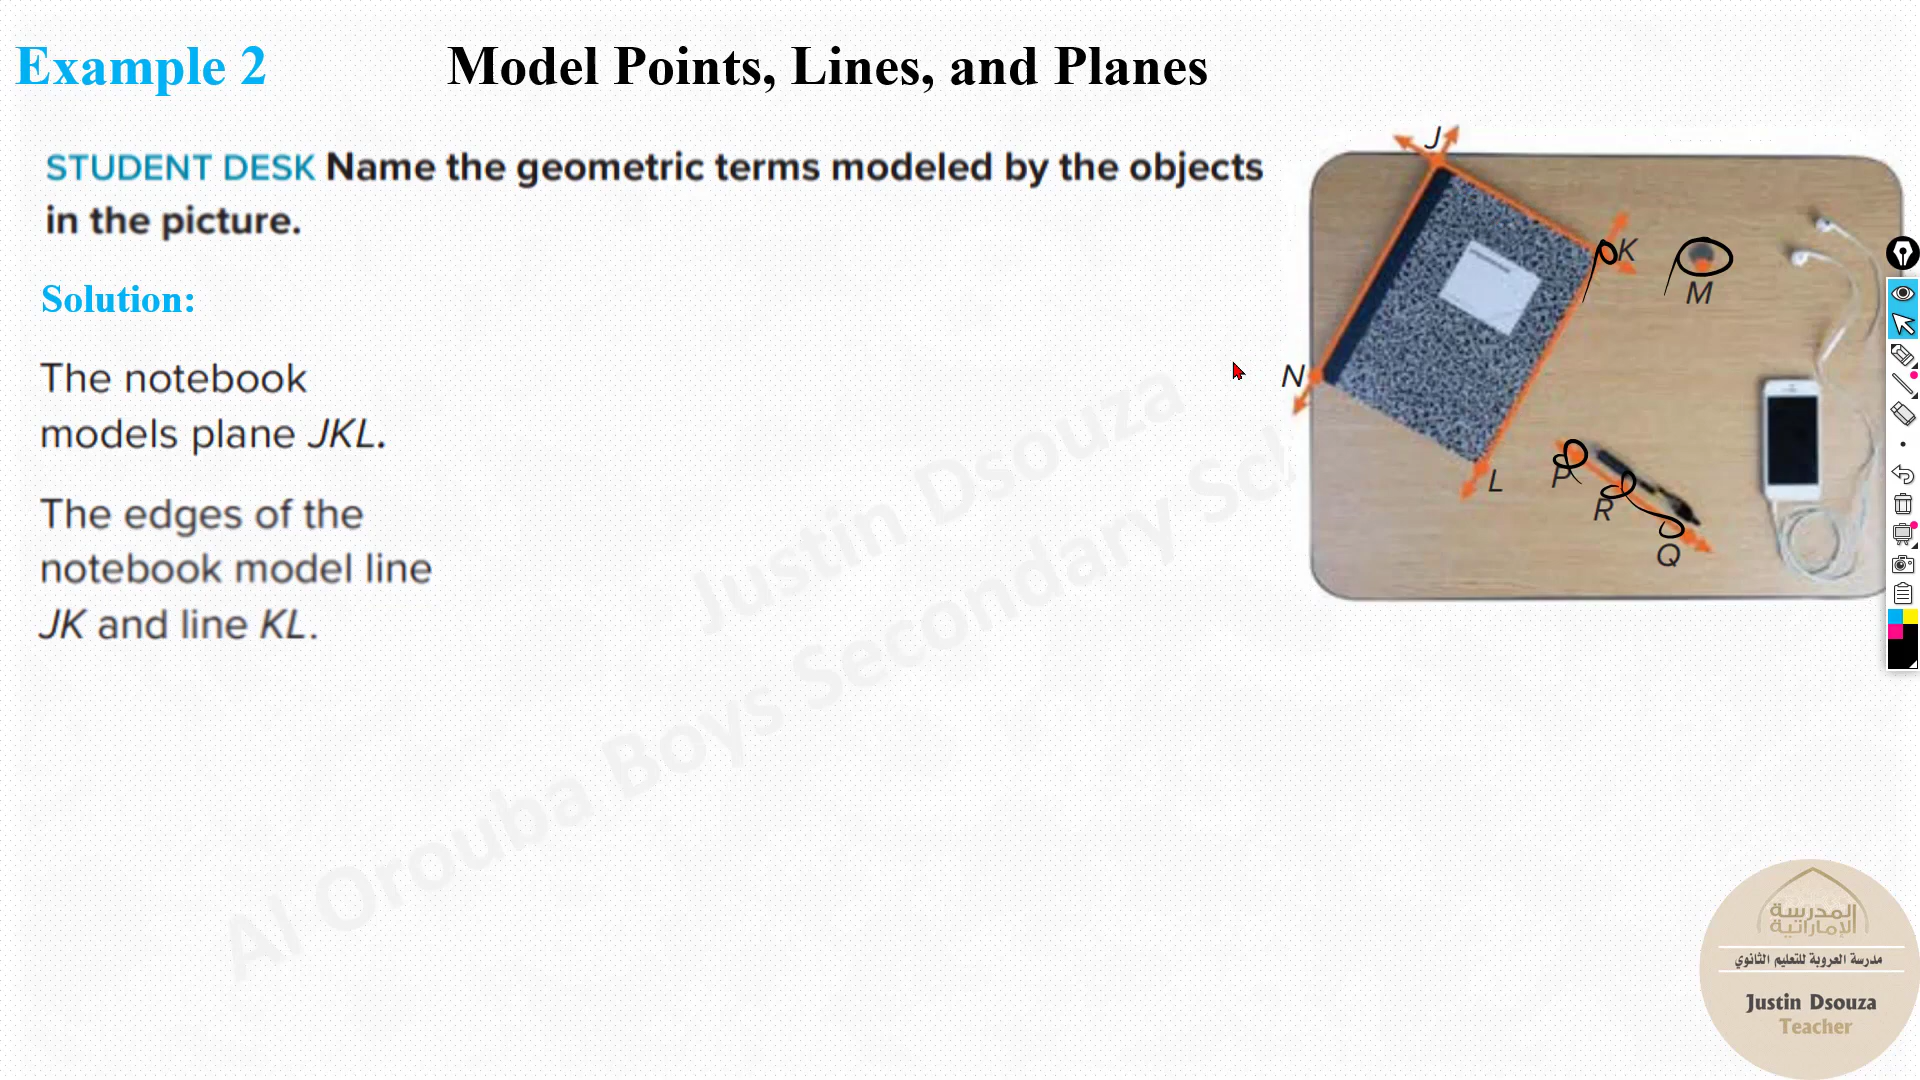 Example 2
Model Points, Lines, and Planes
STUDENT DESK Name the geometric terms modeled by the objects
in the picture.
Solution:
The notebook
models plane JKL.
The edges of the
notebook model line
JK and line KL.
J
K
M
N
L
P
R
Q
Justin Dsouza
Al Orouba Boys Secondary Sch
المدرسة
الإماراتية
مدرسة العروبة للتعليم الثانوي
Justin Dsouza
Teacher